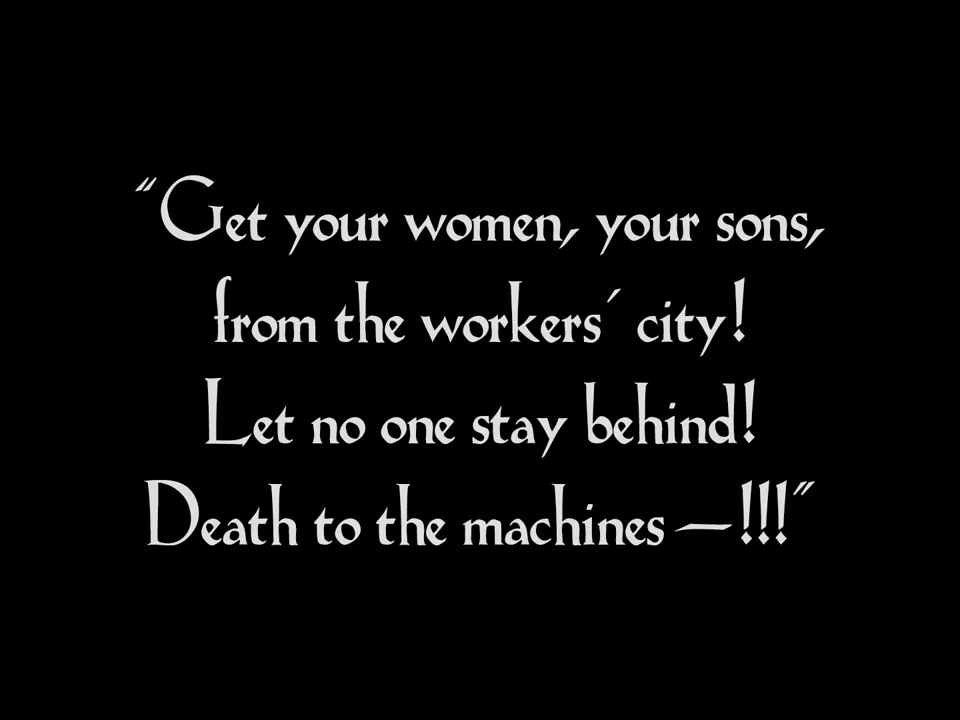 "Get your women, your sons,
from the workers´ city!
Let no one stay behind!
Death to the machines—!!!"